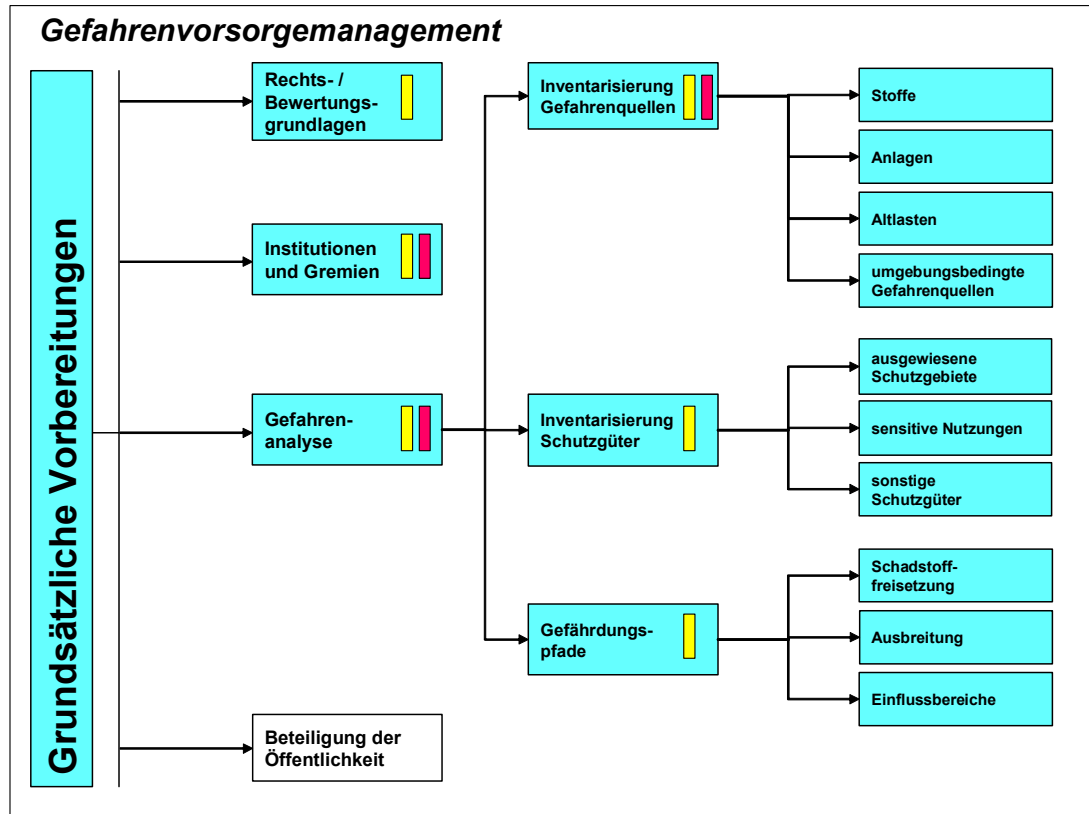 Gefahrenvorsorgemanagement
Grundsätzliche Vorbereitungen
Rechts- /
Bewertungs-
grundlagen
Institutionen
und Gremien
Gefahren-
analyse
Beteiligung der
Öffentlichkeit
Inventarisierung
Gefahrenquellen
Inventarisierung
Schutzgüter
Gefährdungs-
pfade
Stoffe
Anlagen
Altlasten
umgebungsbedingte
Gefahrenquellen
ausgewiesene
Schutzgebiete
sensitive Nutzungen
sonstige
Schutzgüter
Schadstoff-
freisetzung
Ausbreitung
Einflussbereiche